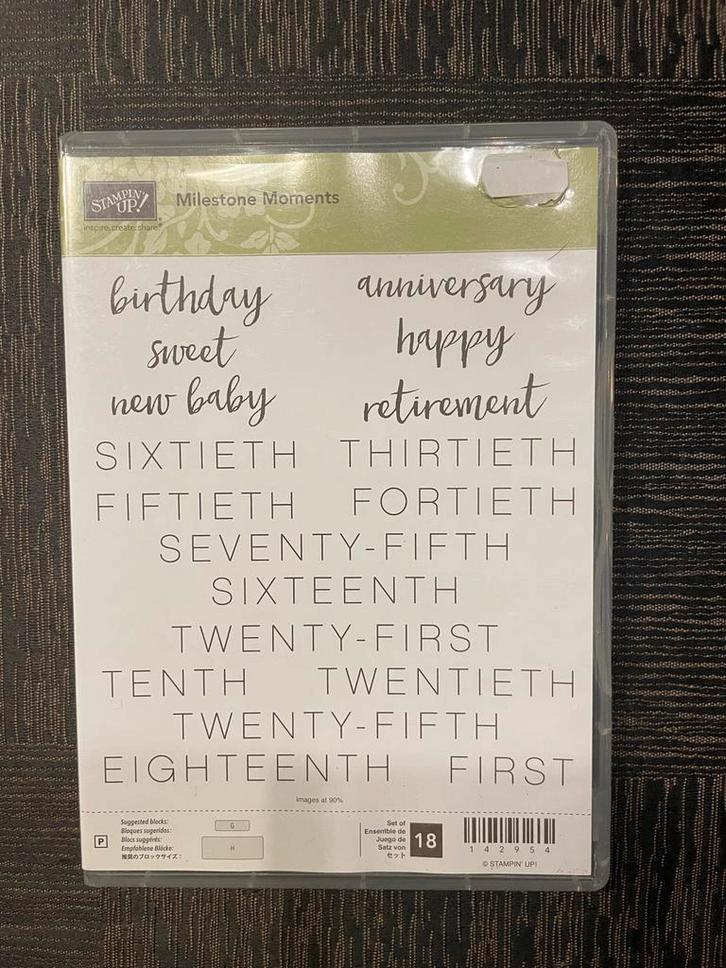 STAMPIN' UP!
inspire.create.share.
Milestone Moments
birthday anniversary
sweet happy
new baby retirement
SIXTIETH THIRTIETH
FIFTIETH FORTIETH
SEVENTY-FIFTH
SIXTEENTH
TWENTY-FIRST
TENTH TWENTIETH
TWENTY-FIFTH
EIGHTEENTH FIRST
Images at 90%
P
Suggested blocks:
Bloques sugeridos:
Blocs suggérés:
Empfohlene Blöcke:
推奨のブロックサイズ:
G
H
Set of
Ensemble de
Juego de
Satz von
セット
18
142954
© STAMPIN' UP!